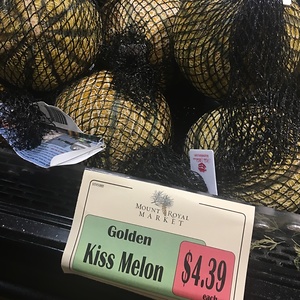 MOUNT ROYAL
MARKET
Golden
Kiss Melon
$4.39
each